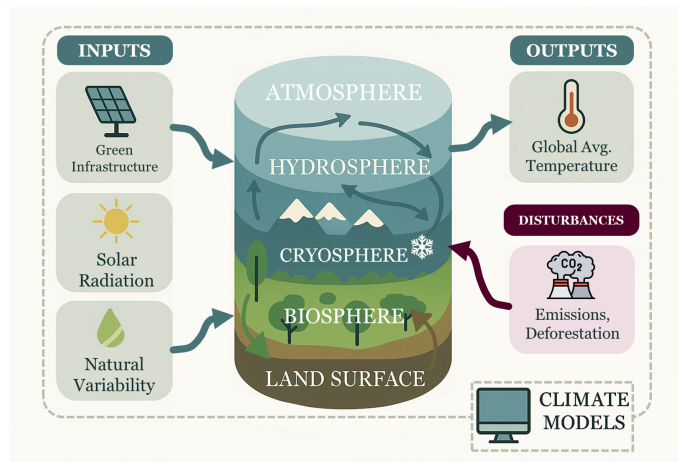 INPUTS
Green
Infrastructure
Solar
Radiation
Natural
Variability
ATMOSPHERE
HYDROSPHERE
CRYOSPHERE
BIOSPHERE
LAND SURFACE
OUTPUTS
Global Avg.
Temperature
DISTURBANCES
CO₂
Emissions,
Deforestation
CLIMATE
MODELS